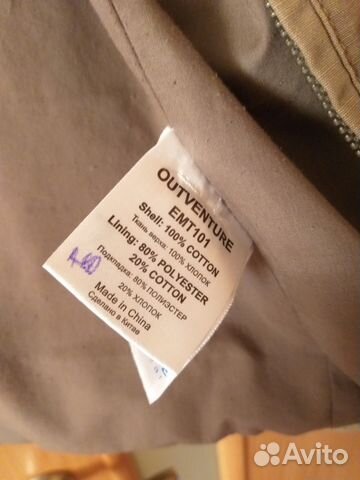 OUTVENTURE
EMT101
Shell: 100% COTTON
Ткань верха: 100% ХЛОПОК
Lining: 80% POLYESTER
20% COTTON
Подкладка: 80% ПОЛИЭСТЕР
20% ХЛОПОК
Made in China
Сделано в Китае
Avito